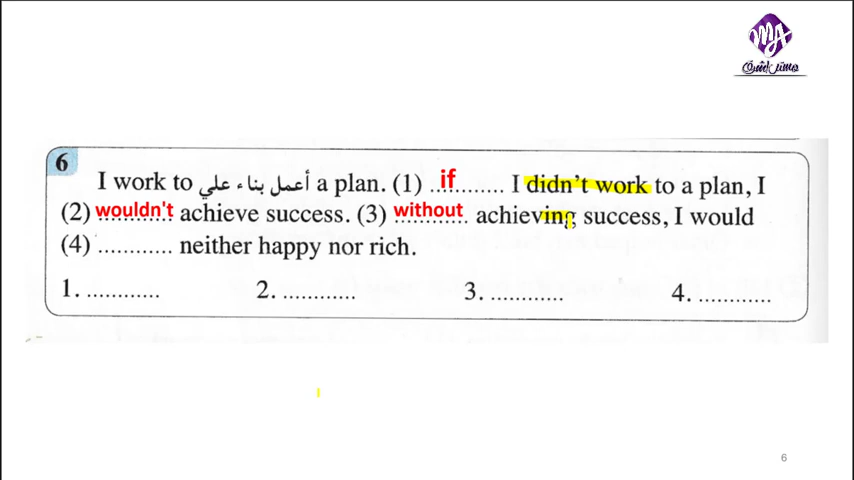 MA
6
I work to أعمل بناء علي a plan. (1) ...if........... I didn't work to a plan, I
(2) wouldn't achieve success. (3) without achieving success, I would
(4) ............ neither happy nor rich.
1. ............ 2. ............ 3. ............ 4. ............
6